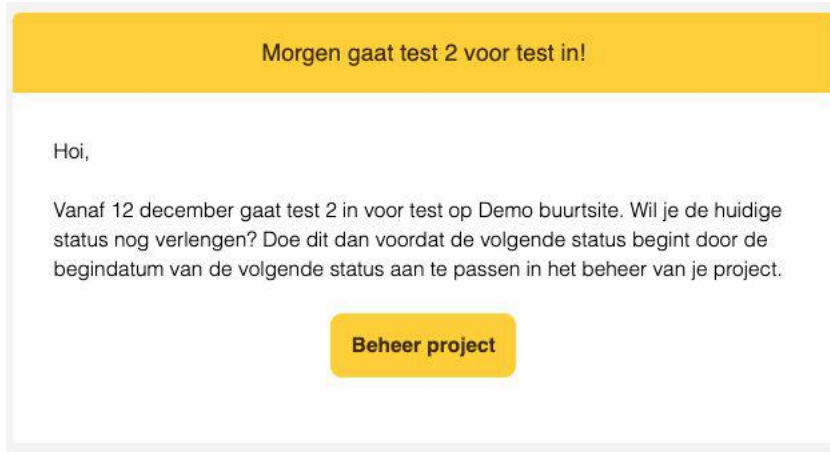 Morgen gaat test 2 voor test in!
Hoi,
Vanaf 12 december gaat test 2 in voor test op Demo buurtsite. Wil je de huidige
status nog verlengen? Doe dit dan voordat de volgende status begint door de
begindatum van de volgende status aan te passen in het beheer van je project.
Beheer project